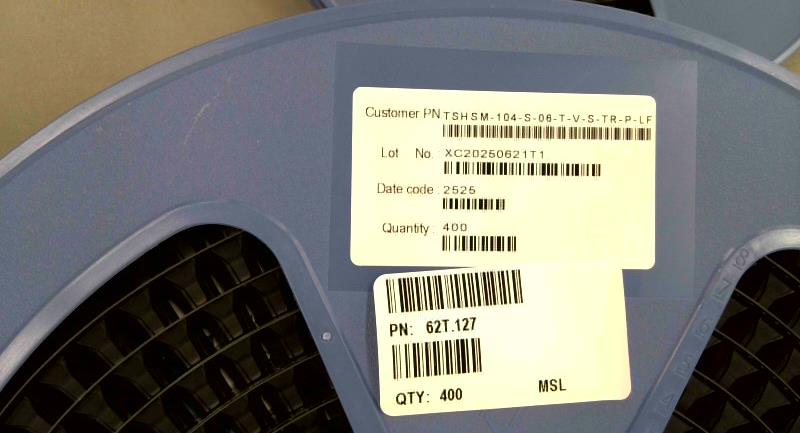 Customer PN TSHSM-104-S-06-T-V-S-TR-P-LF
Lot No. XC20250621T1
Date code: 2525
Quantity: 400
PN: 62T.127
QTY: 400 MSL